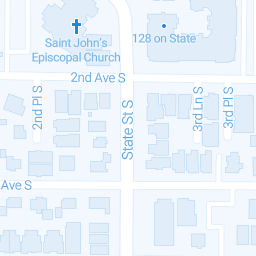 Saint John's
Episcopal Church
128 on State
2nd Ave S
2nd Pl S
State St S
3rd Ln S
3rd Pl S
Ave S